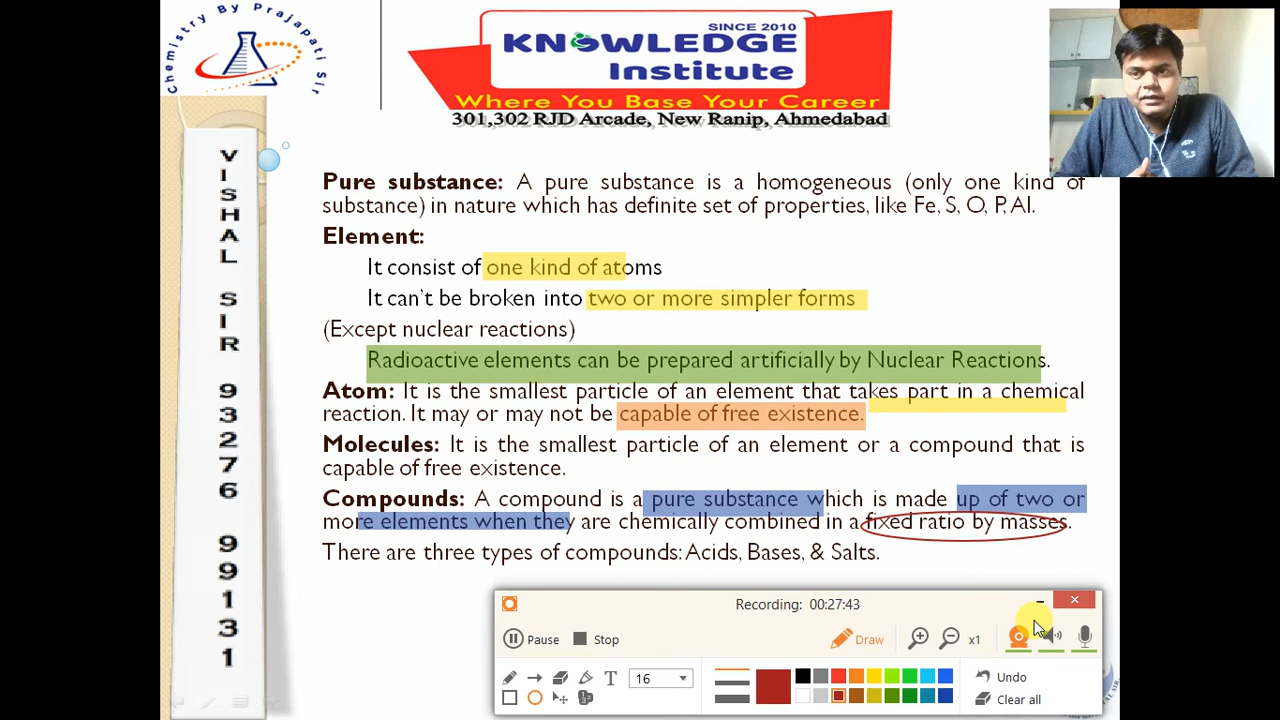 Chemistry By Prajapati Sir
SINCE 2010
KNOWLEDGE
Institute
Where You Base Your Career
301,302 RJD Arcade, New Ranip, Ahmedabad
VISHAL SIR 93276 99131
Pure substance: A pure substance is a homogeneous (only one kind of
substance) in nature which has definite set of properties, like Fe, S, O, P, Al.
Element:
It consist of one kind of atoms
It can't be broken into two or more simpler forms
(Except nuclear reactions)
Radioactive elements can be prepared artificially by Nuclear Reactions.
Atom: It is the smallest particle of an element that takes part in a chemical
reaction. It may or may not be capable of free existence.
Molecules: It is the smallest particle of an element or a compound that is
capable of free existence.
Compounds: A compound is a pure substance which is made up of two or
more elements when they are chemically combined in a fixed ratio by masses.
There are three types of compounds: Acids, Bases, & Salts.
Recording: 00:27:43
Pause Stop Draw x1
T 16 Undo
Clear all